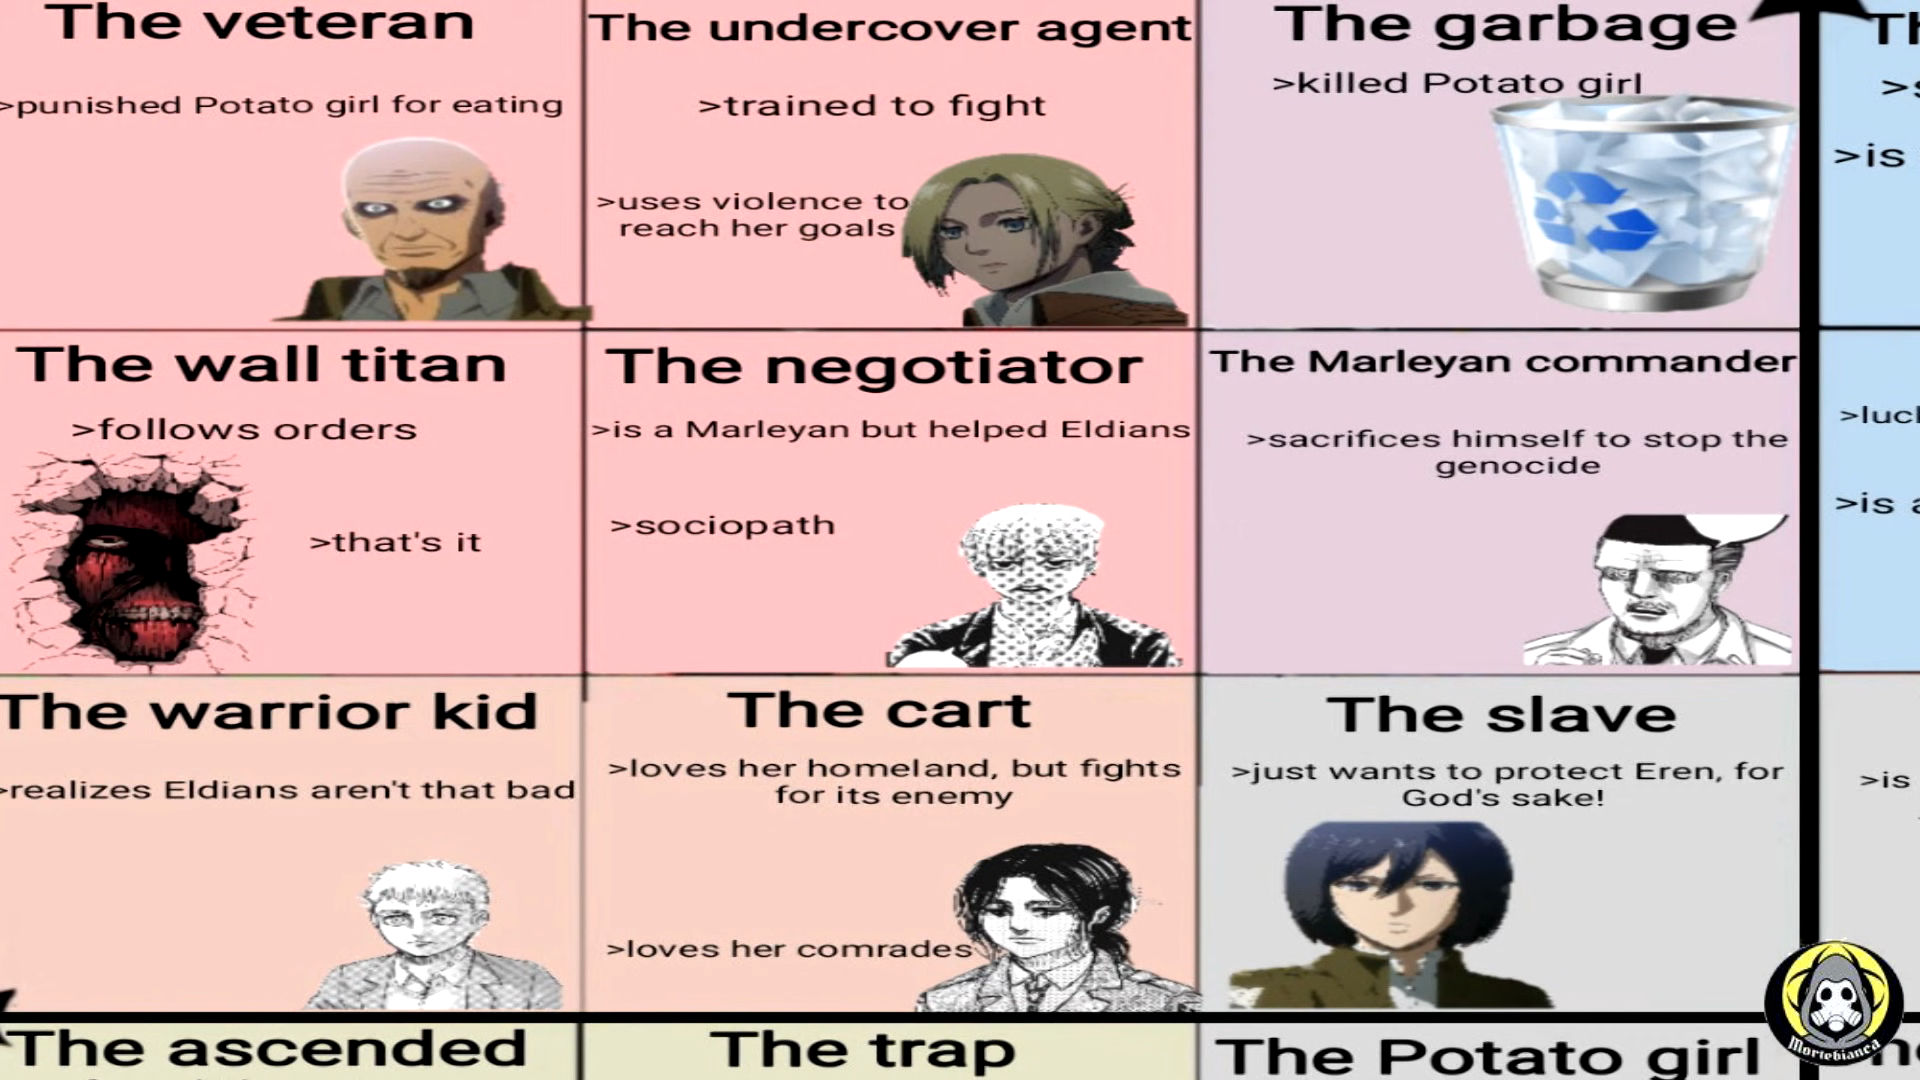 The veteran
>punished Potato girl for eating
The undercover agent
>trained to fight
>uses violence to
reach her goals
The garbage
>killed Potato girl
>is
The wall titan
>follows orders
>that's it
The negotiator
>is a Marleyan but helped Eldians
>sociopath
The Marleyan commander
>sacrifices himself to stop the
genocide
The warrior kid
>realizes Eldians aren't that bad
The cart
>loves her homeland, but fights
for its enemy
>loves her comrades
The slave
>just wants to protect Eren, for
God's sake!
>is
The ascended
The trap
The Potato girl
Mortebianca